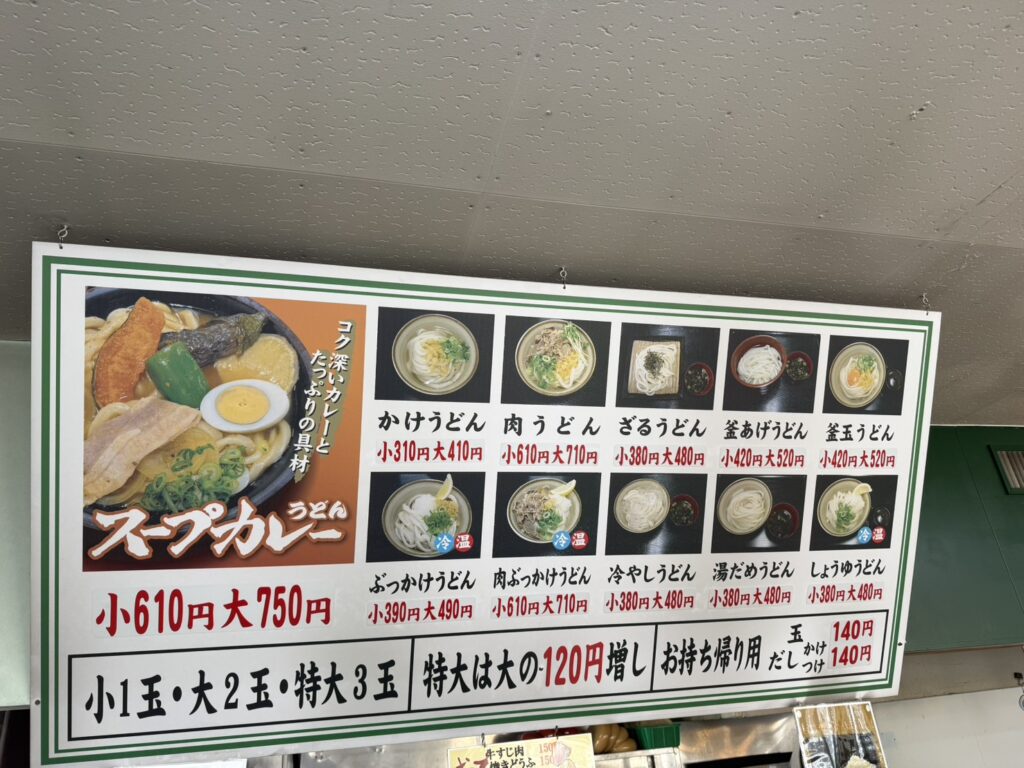 コク深いカレーと
たっぷりの具材
スープカレーうどん
小610円大750円
かけうどん
小310円大410円
肉うどん
小610円大710円
ざるうどん
小380円大480円
釜あげうどん
小420円大520円
釜玉うどん
小420円大520円
冷 温
ぶっかけうどん
小390円大490円
冷 温
肉ぶっかけうどん
小610円大710円
冷やしうどん
小380円大480円
湯だめうどん
小380円大480円
冷 温
しょうゆうどん
小380円大480円
小1玉・大2玉・特大3玉
特大は大の120円増し
お持ち帰り用
玉 140円
だし かけ つけ 140円
牛すじ肉 150
焼きどうふ 150